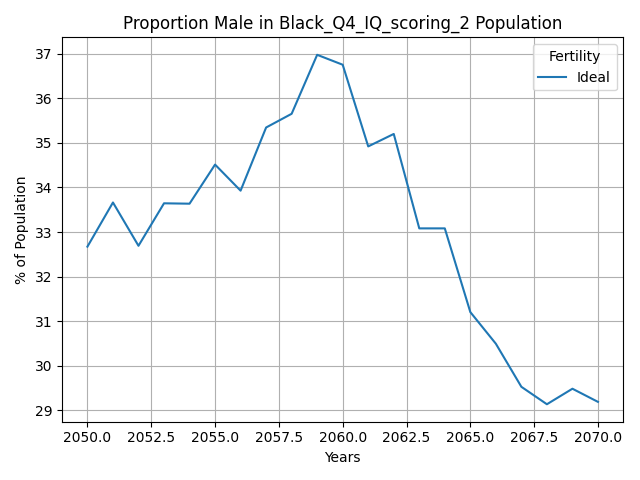 Proportion Male in Black_Q4_IQ_scoring_2 Population
Fertility
Ideal
% of Population
37
36
35
34
33
32
31
30
29
2050.0 2052.5 2055.0 2057.5 2060.0 2062.5 2065.0 2067.5 2070.0
Years